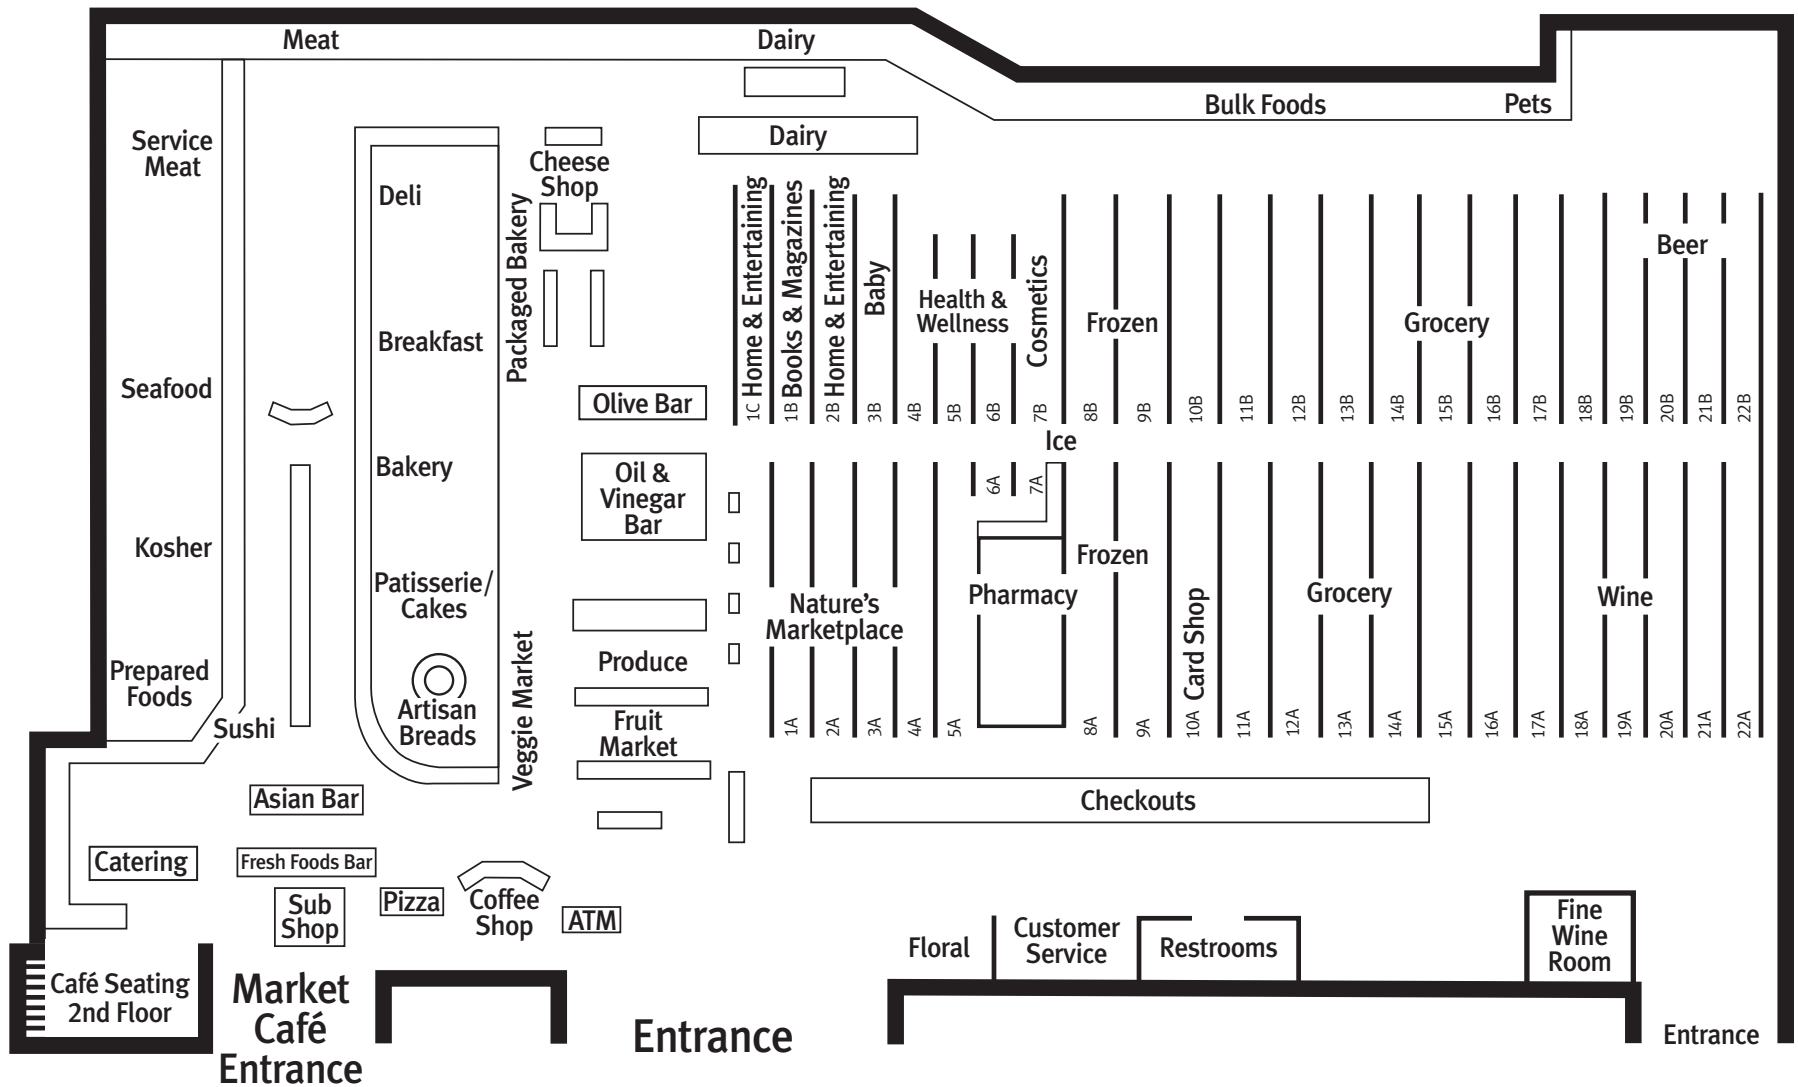 Meat
Dairy
Bulk Foods
Pets
Service
Meat
Deli
Cheese
Shop
Dairy
Packaged Bakery
Home & Entertaining
Books & Magazines
Home & Entertaining
Baby
Health &
Wellness
Cosmetics
Frozen
Grocery
Beer
Breakfast
Seafood
Olive Bar
1C
1B
2B
3B
4B
5B
6B
7B
8B
9B
10B
11B
12B
13B
14B
15B
16B
17B
18B
19B
20B
21B
22B
Ice
Bakery
Oil &
Vinegar
Bar
6A
7A
Kosher
Patisserie/
Cakes
Nature's
Marketplace
Pharmacy
Frozen
Card Shop
Grocery
Wine
Prepared
Foods
Sushi
Artisan
Breads
Veggie Market
Produce
Fruit
Market
1A
2A
3A
4A
5A
8A
9A
10A
11A
12A
13A
14A
15A
16A
17A
18A
19A
20A
21A
22A
Asian Bar
Checkouts
Catering
Fresh Foods Bar
Sub
Shop
Pizza
Coffee
Shop
ATM
Floral
Customer
Service
Restrooms
Fine
Wine
Room
Café Seating
2nd Floor
Market
Café
Entrance
Entrance
Entrance